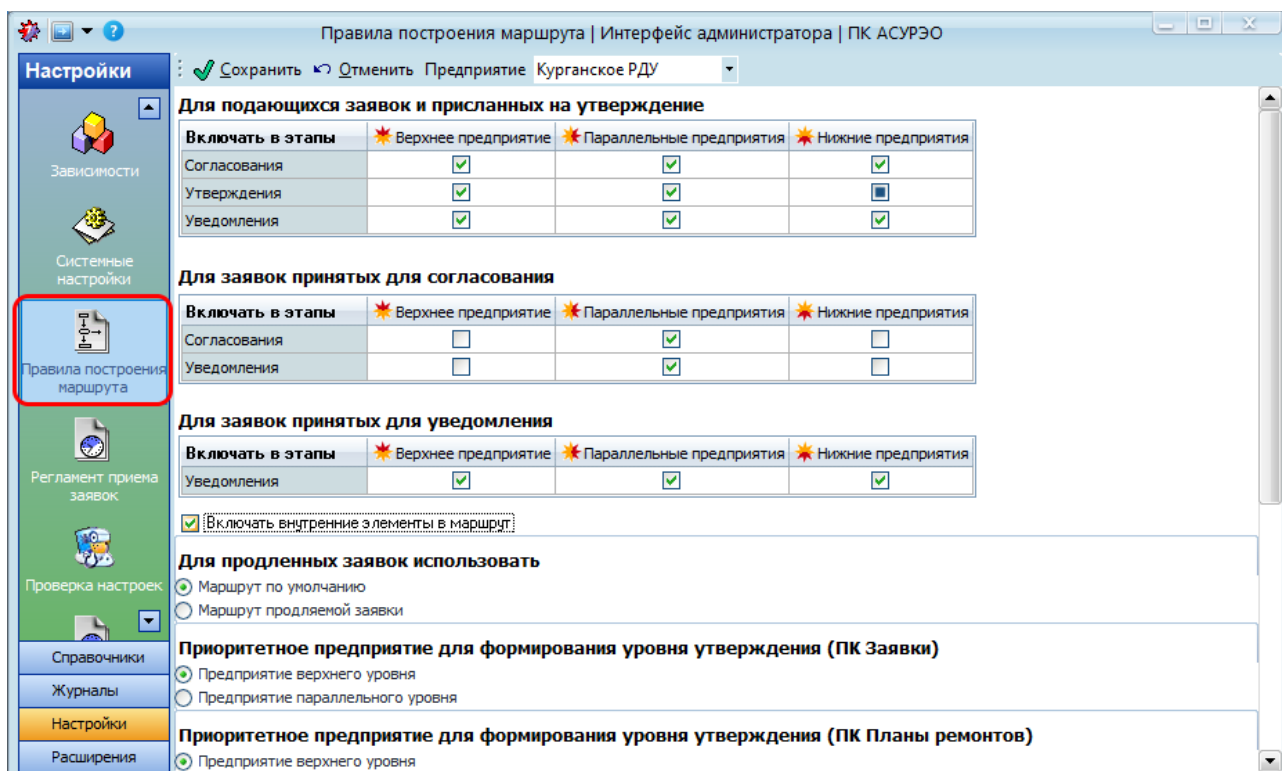 Правила построения маршрута | Интерфейс администратора | ПК АСУРЭО
Настройки
Сохранить Отменить Предприятие Курганское РДУ
Зависимости
Системные
настройки
Правила построения
маршрута
Регламент приема
заявок
Проверка настроек
Справочники
Журналы
Настройки
Расширения
Для подающихся заявок и присланных на утверждение
Включать в этапы Верхнее предприятие Параллельные предприятия Нижние предприятия
Согласования
Утверждения
Уведомления
Для заявок принятых для согласования
Включать в этапы Верхнее предприятие Параллельные предприятия Нижние предприятия
Согласования
Уведомления
Для заявок принятых для уведомления
Включать в этапы Верхнее предприятие Параллельные предприятия Нижние предприятия
Уведомления
Включать внутренние элементы в маршрут
Для продленных заявок использовать
Маршрут по умолчанию
Маршрут продляемой заявки
Приоритетное предприятие для формирования уровня утверждения (ПК Заявки)
Предприятие верхнего уровня
Предприятие параллельного уровня
Приоритетное предприятие для формирования уровня утверждения (ПК Планы ремонтов)
Предприятие верхнего уровня